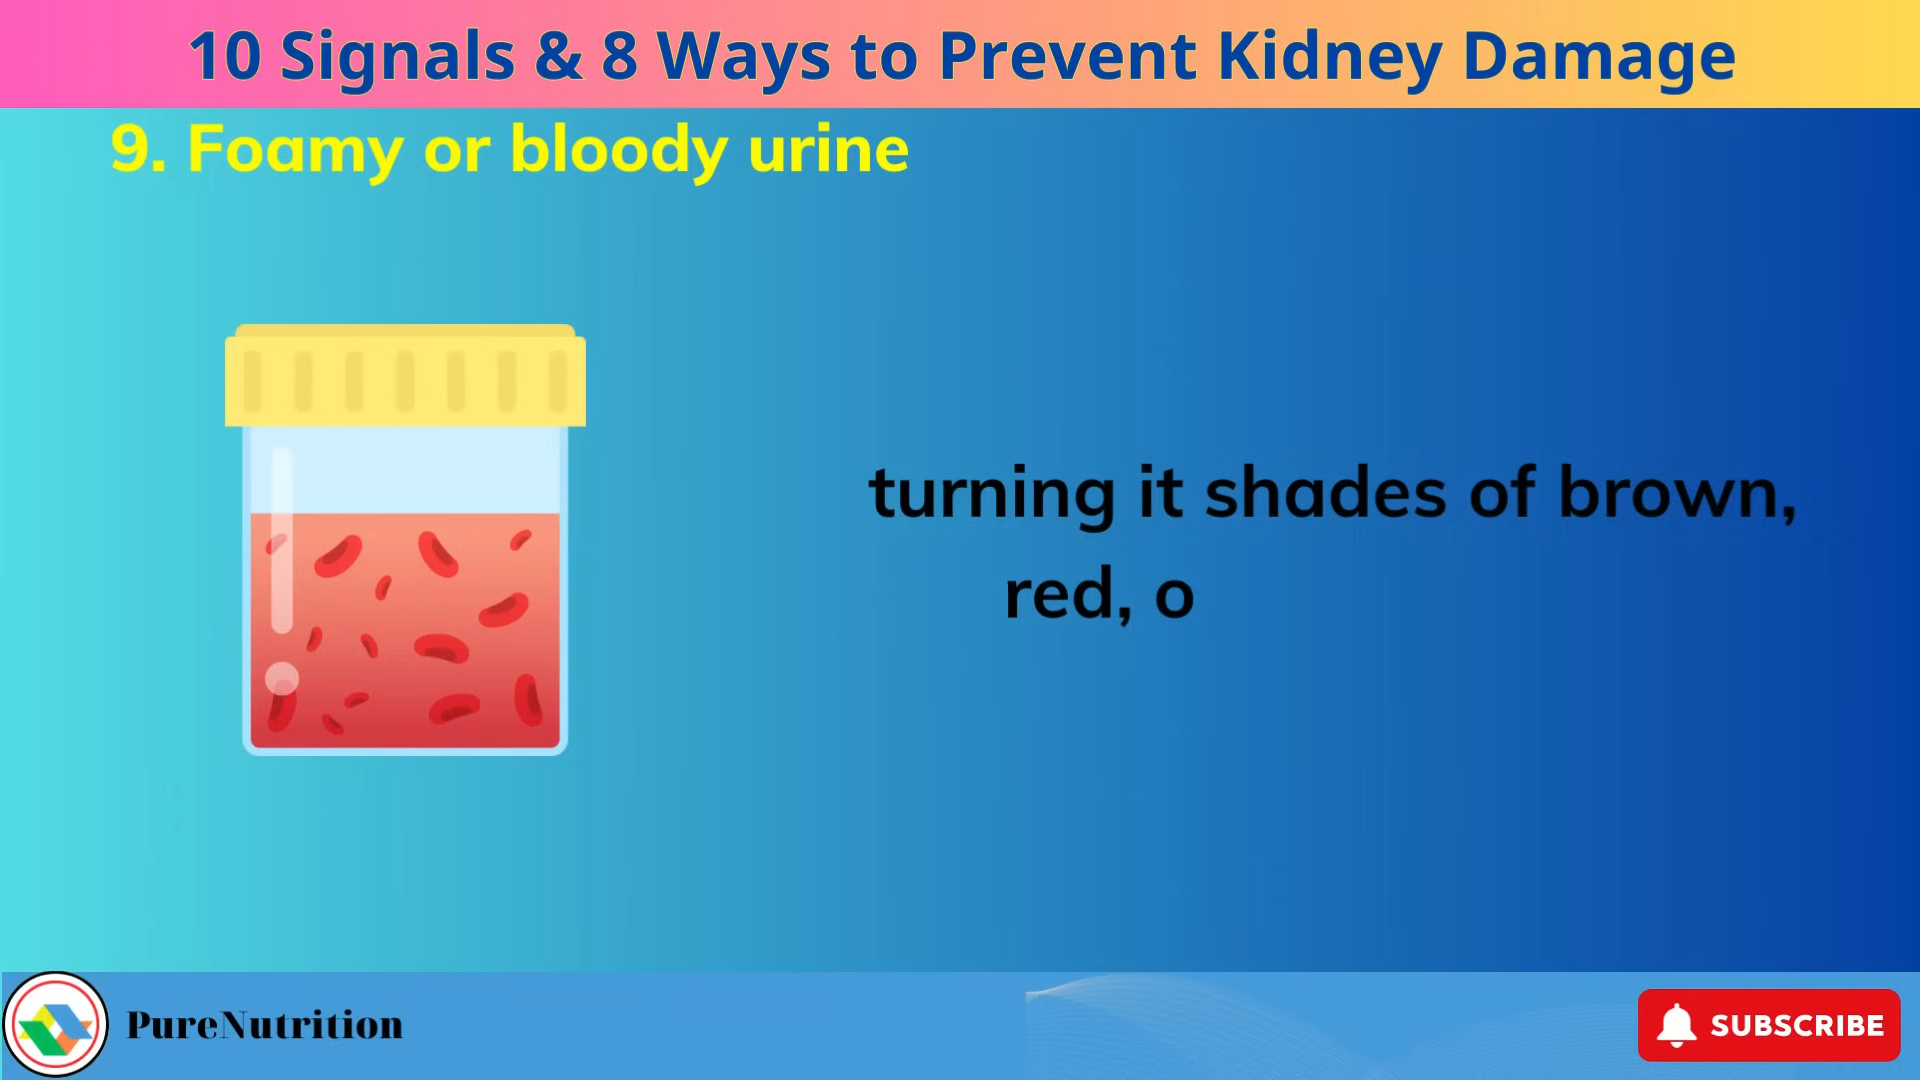 10 Signals & 8 Ways to Prevent Kidney Damage
9. Foamy or bloody urine
turning it shades of brown,
red, o
PureNutrition
SUBSCRIBE